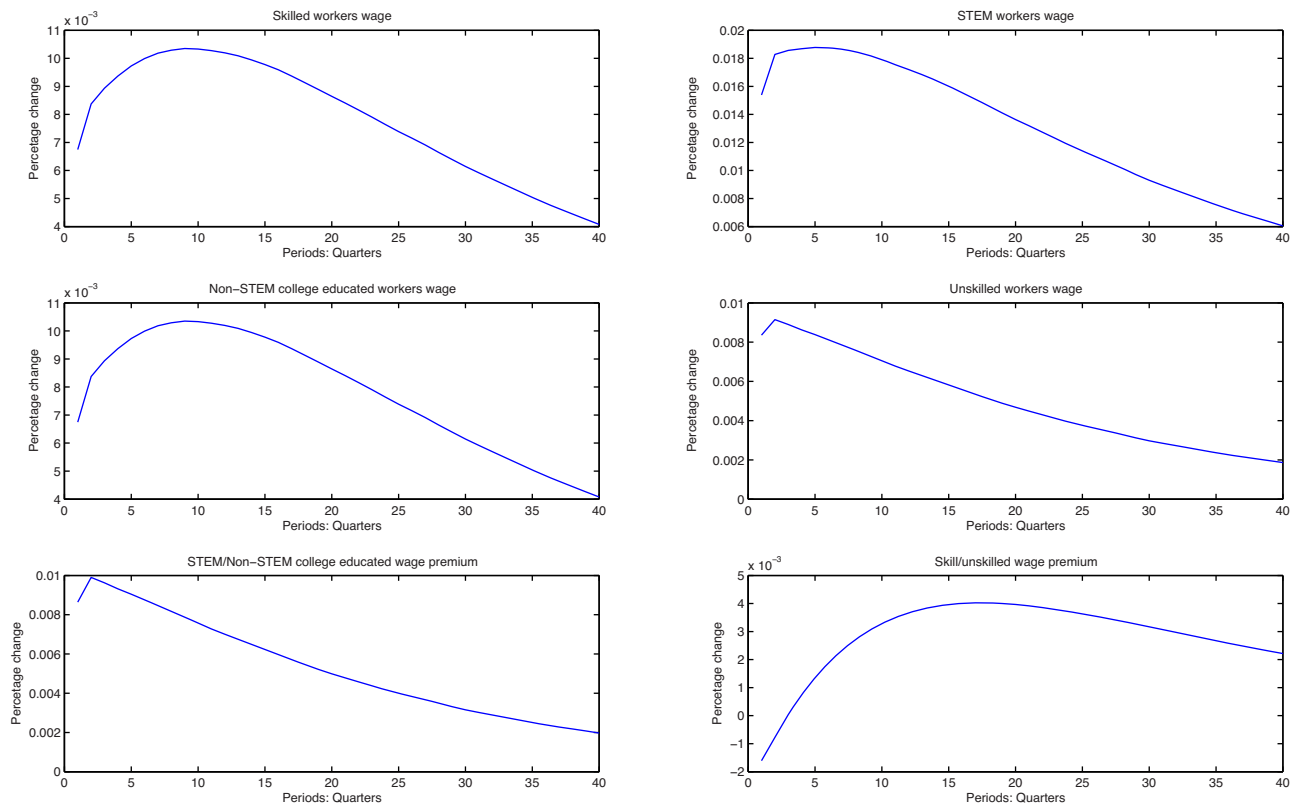 Skilled workers wage
x 10⁻³
11
10
9
8
7
6
5
4
Percetage change
0 5 10 15 20 25 30 35 40
Periods: Quarters
STEM workers wage
0.02
0.018
0.016
0.014
0.012
0.01
0.008
0.006
Percetage change
0 5 10 15 20 25 30 35 40
Periods: Quarters
Non−STEM college educated workers wage
x 10⁻³
11
10
9
8
7
6
5
4
Percetage change
0 5 10 15 20 25 30 35 40
Periods: Quarters
Unskilled workers wage
0.01
0.008
0.006
0.004
0.002
0
Percetage change
0 5 10 15 20 25 30 35 40
Periods: Quarters
STEM/Non−STEM college educated wage premium
0.01
0.008
0.006
0.004
0.002
0
Percetage change
0 5 10 15 20 25 30 35 40
Periods: Quarters
Skill/unskilled wage premium
x 10⁻³
5
4
3
2
1
0
−1
−2
Percetage change
0 5 10 15 20 25 30 35 40
Periods: Quarters